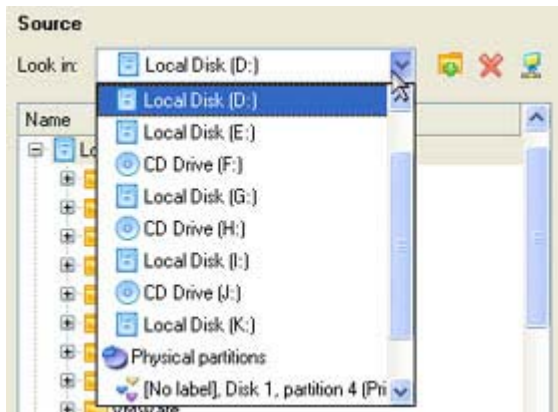 Source
Look in: Local Disk (D:)
Name
Local Disk (D:)
Local Disk (E:)
CD Drive (F:)
Local Disk (G:)
CD Drive (H:)
Local Disk (I:)
CD Drive (J:)
Local Disk (K:)
Physical partitions
[No label], Disk 1, partition 4 (Pri